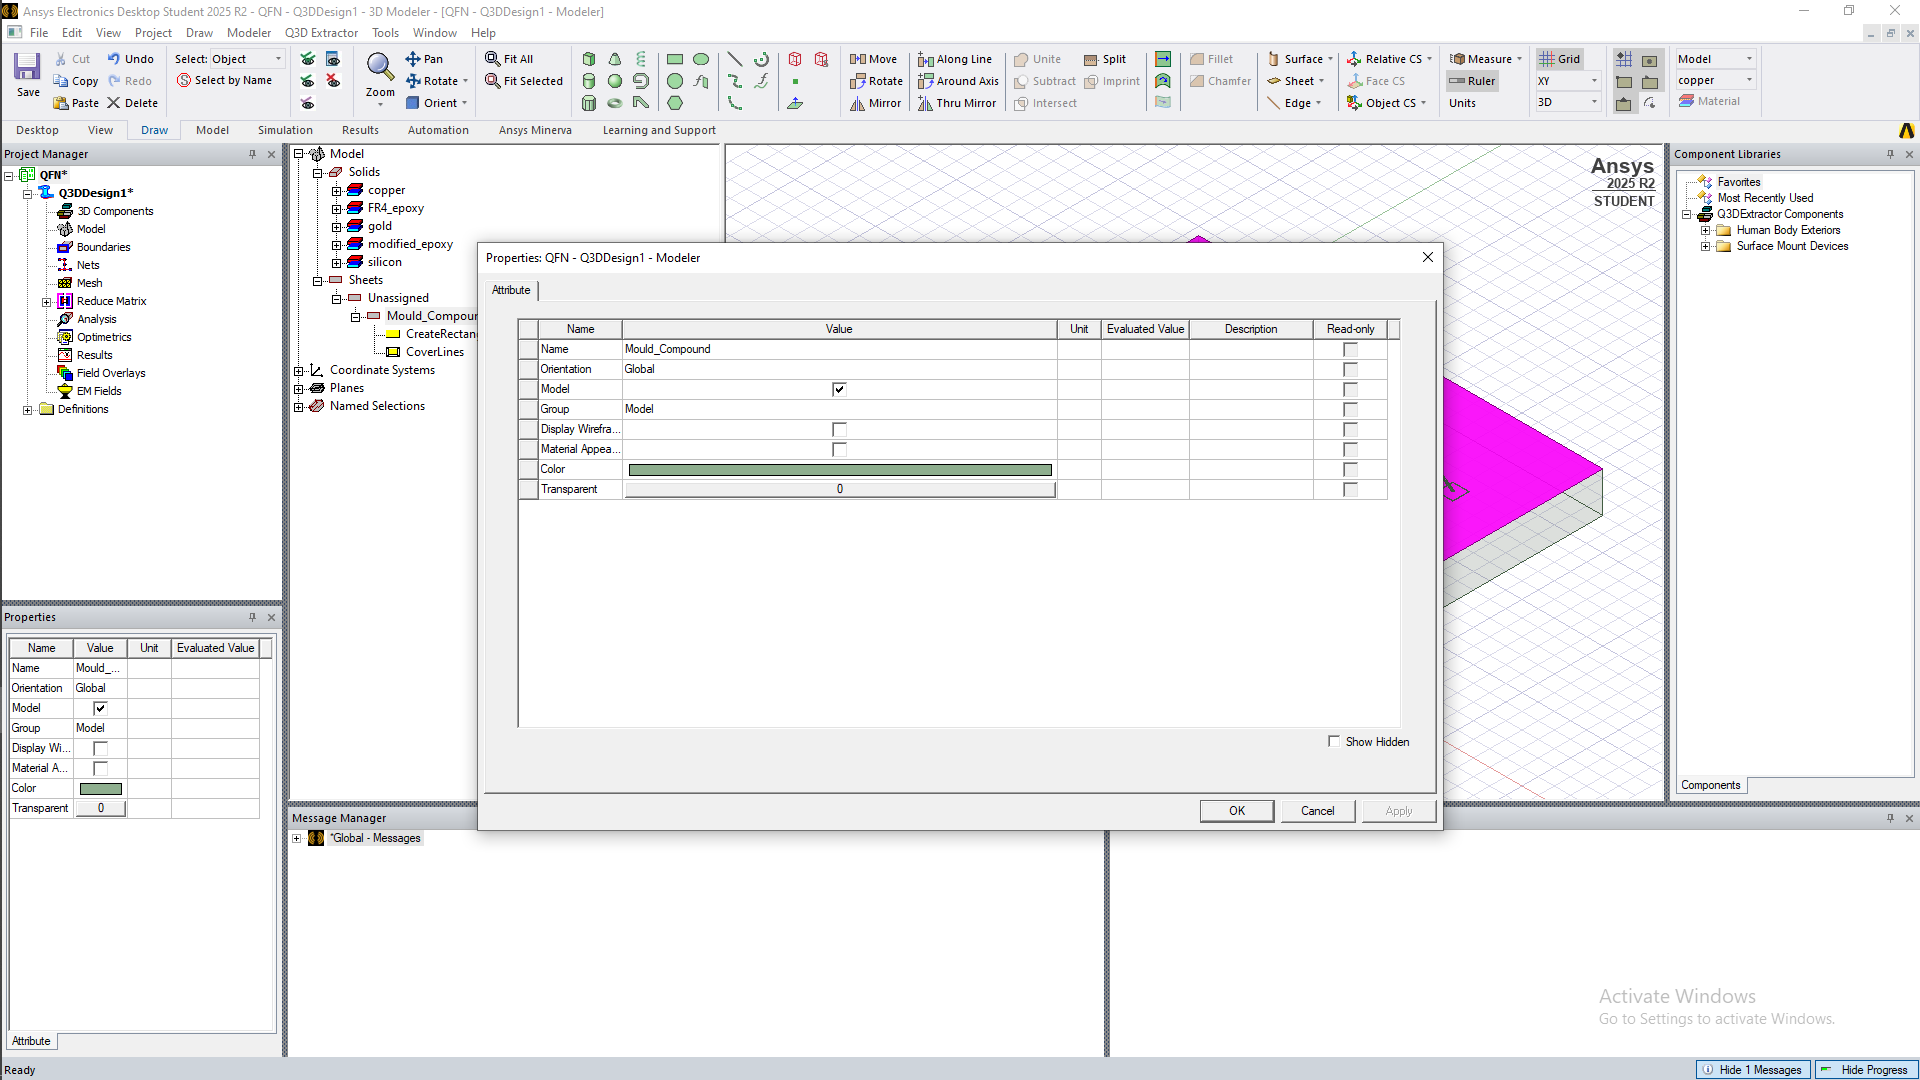 Ansys Electronics Desktop Student 2025 R2 - QFN - Q3DDesign1 - 3D Modeler - [QFN - Q3DDesign1 - Modeler]
File Edit View Project Draw Modeler Q3D Extractor Tools Window Help
Save
Cut
Copy
Paste
Undo
Redo
Delete
Select: Object
Select by Name
Zoom
Pan
Rotate
Orient
Fit All
Fit Selected
Move
Rotate
Mirror
Along Line
Around Axis
Thru Mirror
Unite
Subtract
Intersect
Split
Imprint
Fillet
Chamfer
Surface
Sheet
Edge
Relative CS
Face CS
Object CS
Measure
Ruler
Units
Grid
XY
3D
Model
copper
Material
Desktop View Draw Model Simulation Results Automation Ansys Minerva Learning and Support
Project Manager
QFN*
Q3DDesign1*
3D Components
Model
Boundaries
Nets
Mesh
Reduce Matrix
Analysis
Optimetrics
Results
Field Overlays
EM Fields
Definitions
Model
Solids
copper
FR4_epoxy
gold
modified_epoxy
silicon
Sheets
Unassigned
Mould_Compour
CreateRectan
CoverLines
Coordinate Systems
Planes
Named Selections
Ansys
2025 R2
STUDENT
Component Libraries
Favorites
Most Recently Used
Q3DExtractor Components
Human Body Exteriors
Surface Mount Devices
Components
Properties: QFN - Q3DDesign1 - Modeler
Attribute
Name Value Unit Evaluated Value Description Read-only
Name Mould_Compound
Orientation Global
Model
Group Model
Display Wirefra...
Material Appea...
Color
Transparent 0
Show Hidden
OK Cancel Apply
X
Properties
Name Value Unit Evaluated Value
Name Mould_...
Orientation Global
Model
Group Model
Display Wi...
Material A...
Color
Transparent 0
Attribute
Message Manager
*Global - Messages
Activate Windows
Go to Settings to activate Windows.
Ready
Hide 1 Messages Hide Progress